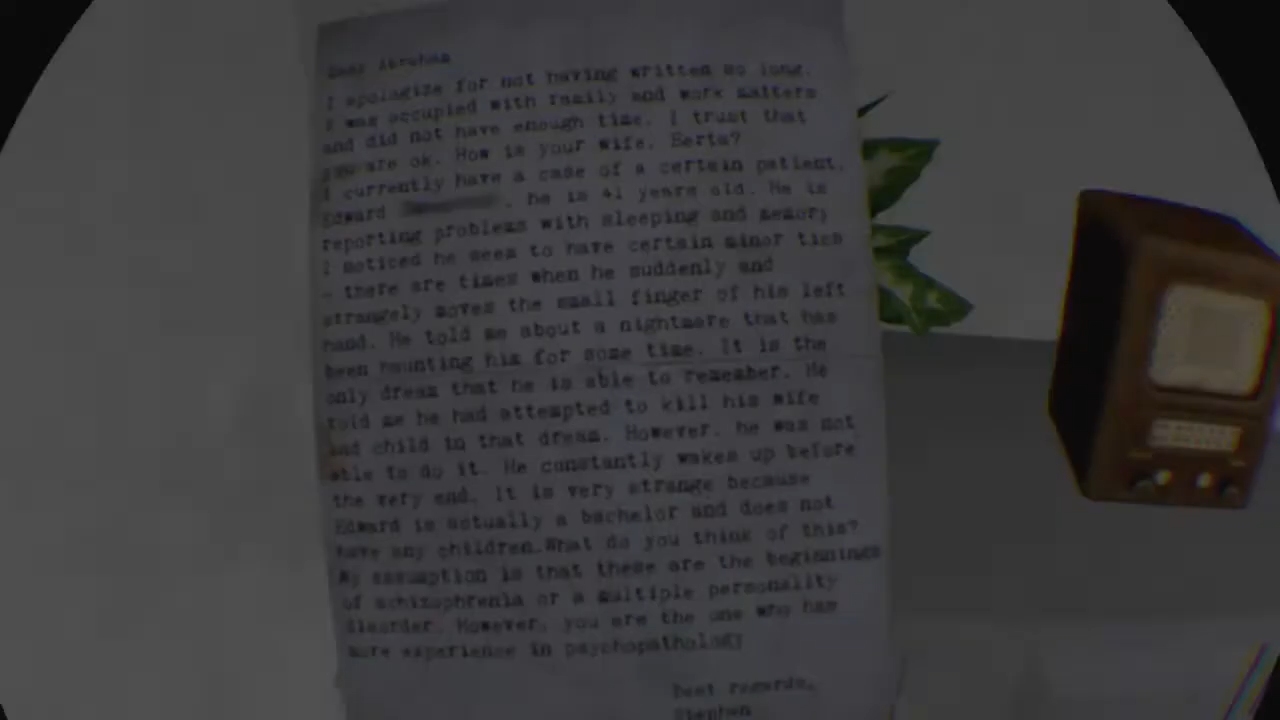 Dear Abraham
I apologize for not having written so long.
I was occupied with family and work matters
and did not have enough time. I trust that
you are ok. How is your wife, Berta?
I currently have a case of a certain patient,
Edward , he is 41 years old. He is
reporting problems with sleeping and memory
I noticed he seem to have certain minor tics
- there are times when he suddenly and
strangely moves the small finger of his left
hand. He told me about a nightmare that has
been haunting him for some time. It is the
only dream that he is able to remember. He
told me he had attempted to kill his wife
and child in that dream. However, he was not
able to do it. He constantly wakes up before
the very end. It is very strange because
Edward is actually a bachelor and does not
have any children.What do you think of this?
My assumption is that these are the beginnings
of schizophrenia or a multiple personality
disorder. However, you are the one who has
more experience in psychopathology
Best regards,
Stephen